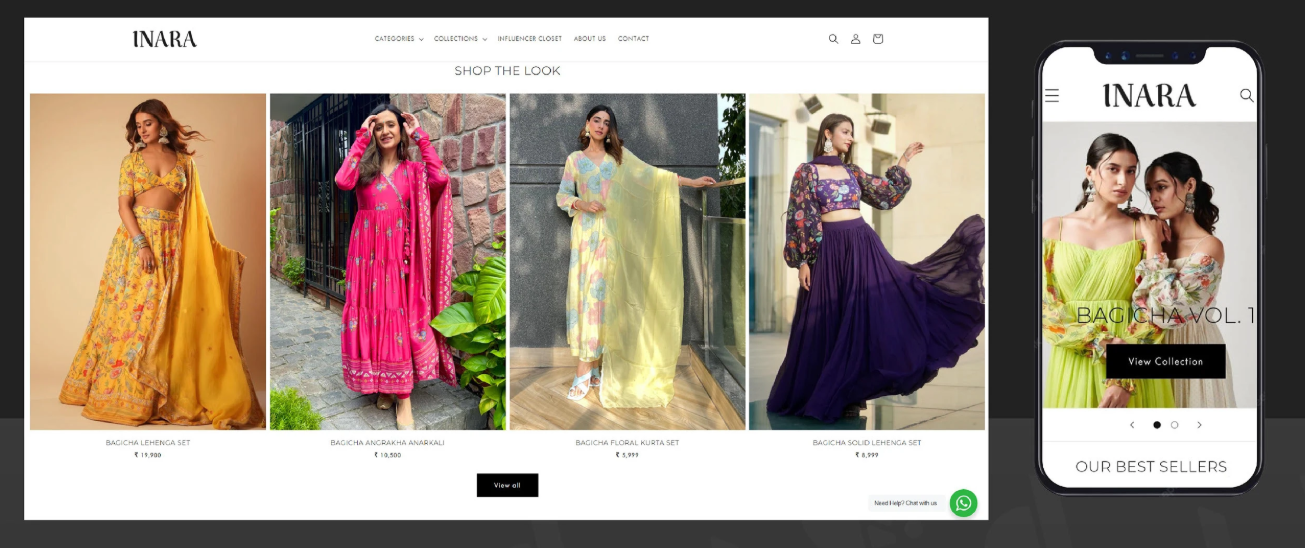 INARA
CATEGORIES COLLECTIONS INFLUENCER CLOSET ABOUT US CONTACT
SHOP THE LOOK
BAGICHA LEHENGA SET
₹ 19,900
BAGICHA ANGRAKHA ANARKALI
₹ 10,500
BAGICHA FLORAL KURTA SET
₹ 5,999
BAGICHA SOLID LEHENGA SET
₹ 8,999
View all
Need Help? Chat with us
INARA
BAGICHA VOL. 1
View Collection
OUR BEST SELLERS